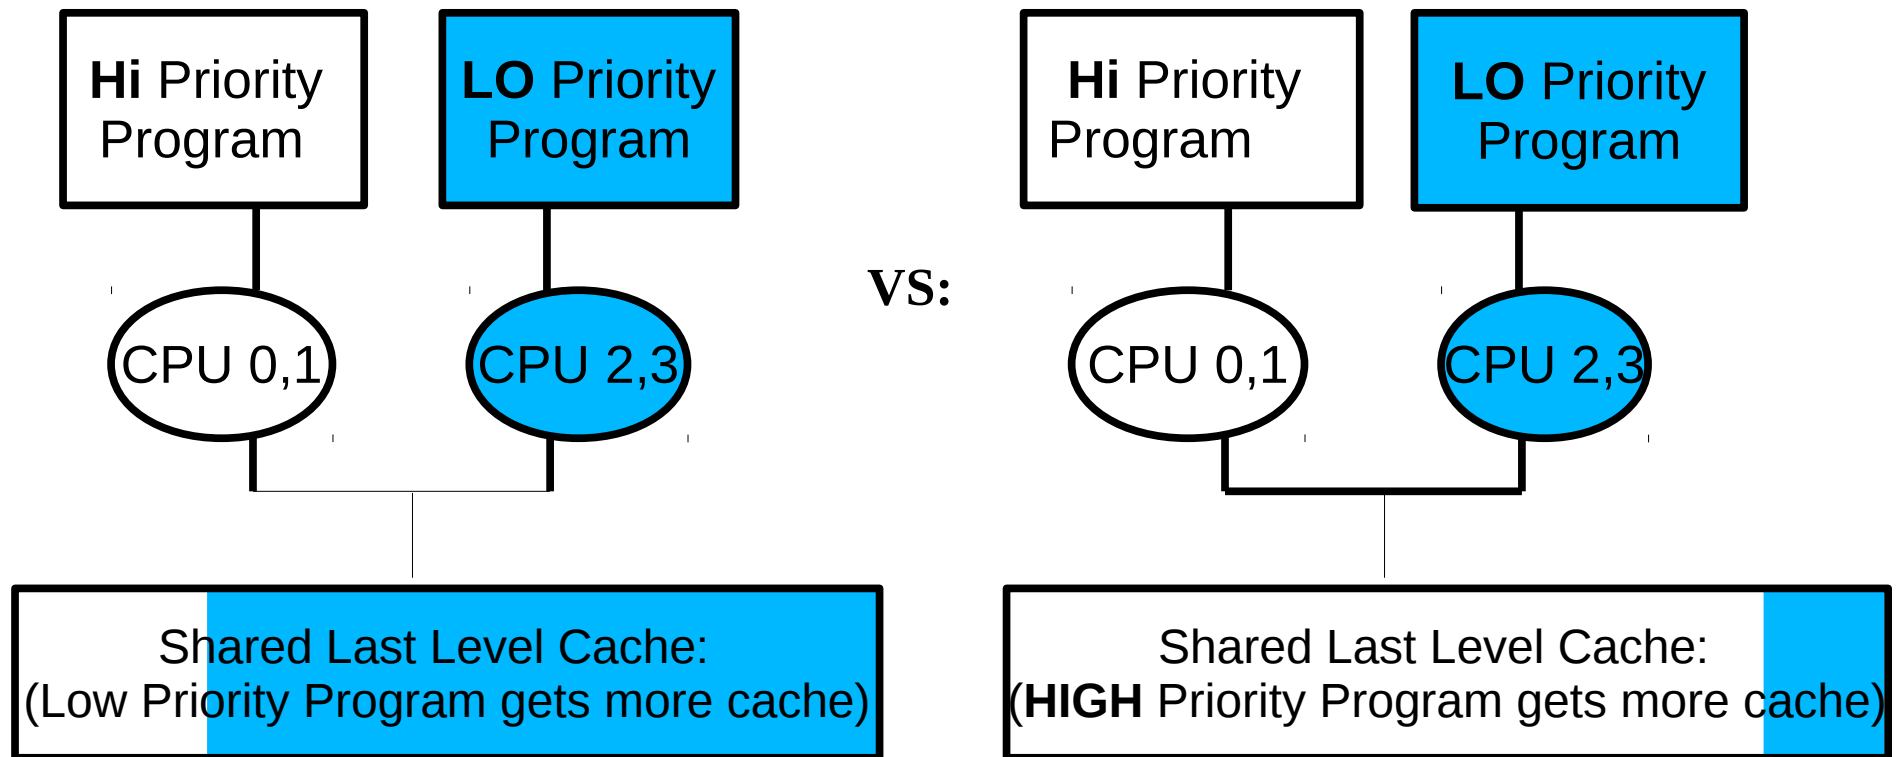 Hi Priority
Program
LO Priority
Program
CPU 0,1
CPU 2,3
Shared Last Level Cache:
(Low Priority Program gets more cache)
VS:
Hi Priority
Program
LO Priority
Program
CPU 0,1
CPU 2,3
Shared Last Level Cache:
(HIGH Priority Program gets more cache)